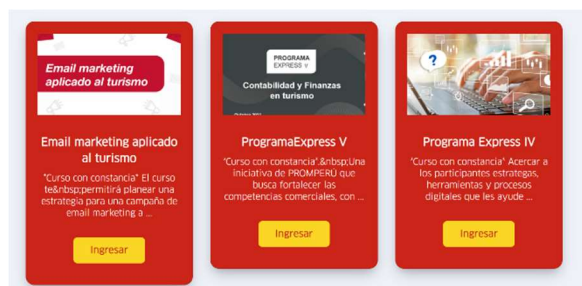 Email marketing
aplicado al turismo
Email marketing aplicado
al turismo
"Curso con constancia" El curso
te&nbsp;permitirá planear una
estrategia para una campaña de
email marketing a ...
Ingresar
PROGRAMA
EXPRESS V
Contabilidad y Finanzas
en turismo
ProgramaExpress V
"Curso con constancia".&nbsp;Una
iniciativa de PROMPERÚ que
busca fortalecer las
competencias comerciales, con ...
Ingresar
?
Programa Express IV
"Curso con constancia" Acercar a
los participantes estrategas,
herramientas y procesos
digitales que les ayude ...
Ingresar